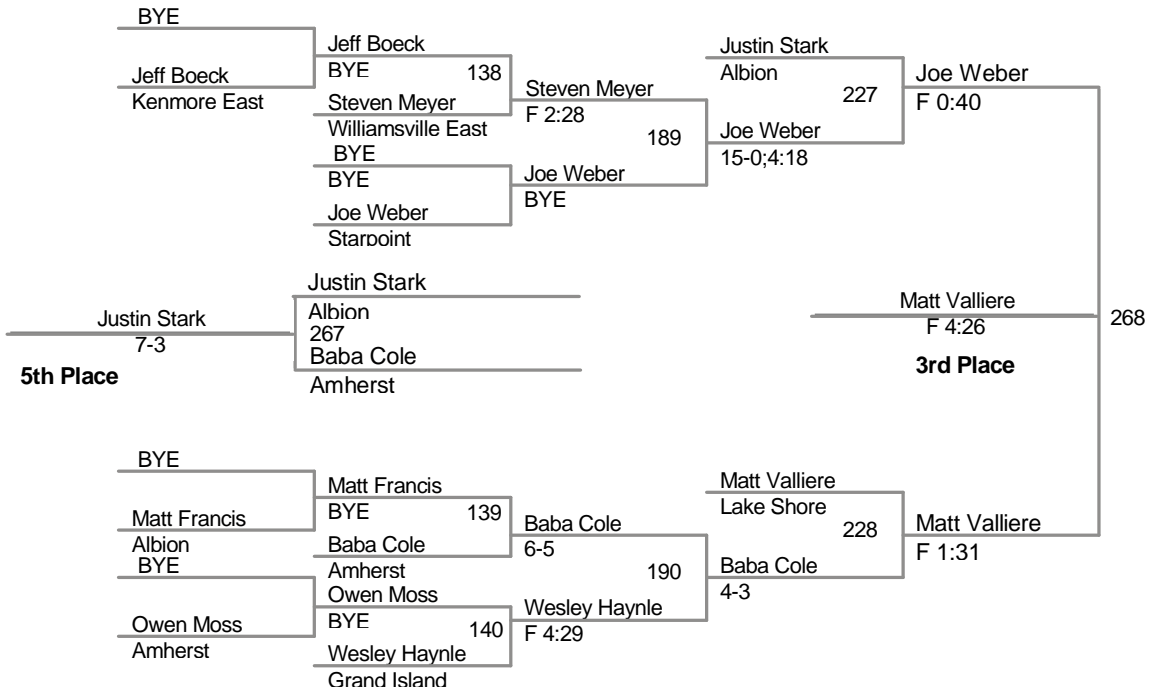 BYE
Jeff Boeck
Kenmore East
Jeff Boeck
BYE
138
Steven Meyer
Williamsville East
BYE
BYE
Joe Weber
Starpoint
Steven Meyer
F 2:28
189
Joe Weber
BYE
Justin Stark
Albion
227
Joe Weber
15-0;4:18
Joe Weber
F 0:40
Justin Stark
Albion
267
Baba Cole
Amherst
Justin Stark
7-3
5th Place
Matt Valliere
F 4:26
3rd Place
268
BYE
Matt Francis
Albion
BYE
Owen Moss
Amherst
Matt Francis
BYE
139
Baba Cole
Amherst
Owen Moss
BYE
140
Wesley Haynle
Grand Island
Baba Cole
6-5
190
Wesley Haynle
F 4:29
Matt Valliere
Lake Shore
228
Baba Cole
4-3
Matt Valliere
F 1:31